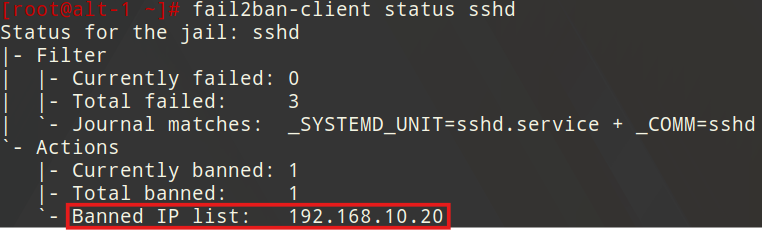 [root@alt-1 ~]# fail2ban-client status sshd
Status for the jail: sshd
|- Filter
|  |- Currently failed: 0
|  |- Total failed:     3
|  `- Journal matches:  _SYSTEMD_UNIT=sshd.service + _COMM=sshd
`- Actions
   |- Currently banned: 1
   |- Total banned:     1
   `- Banned IP list:   192.168.10.20